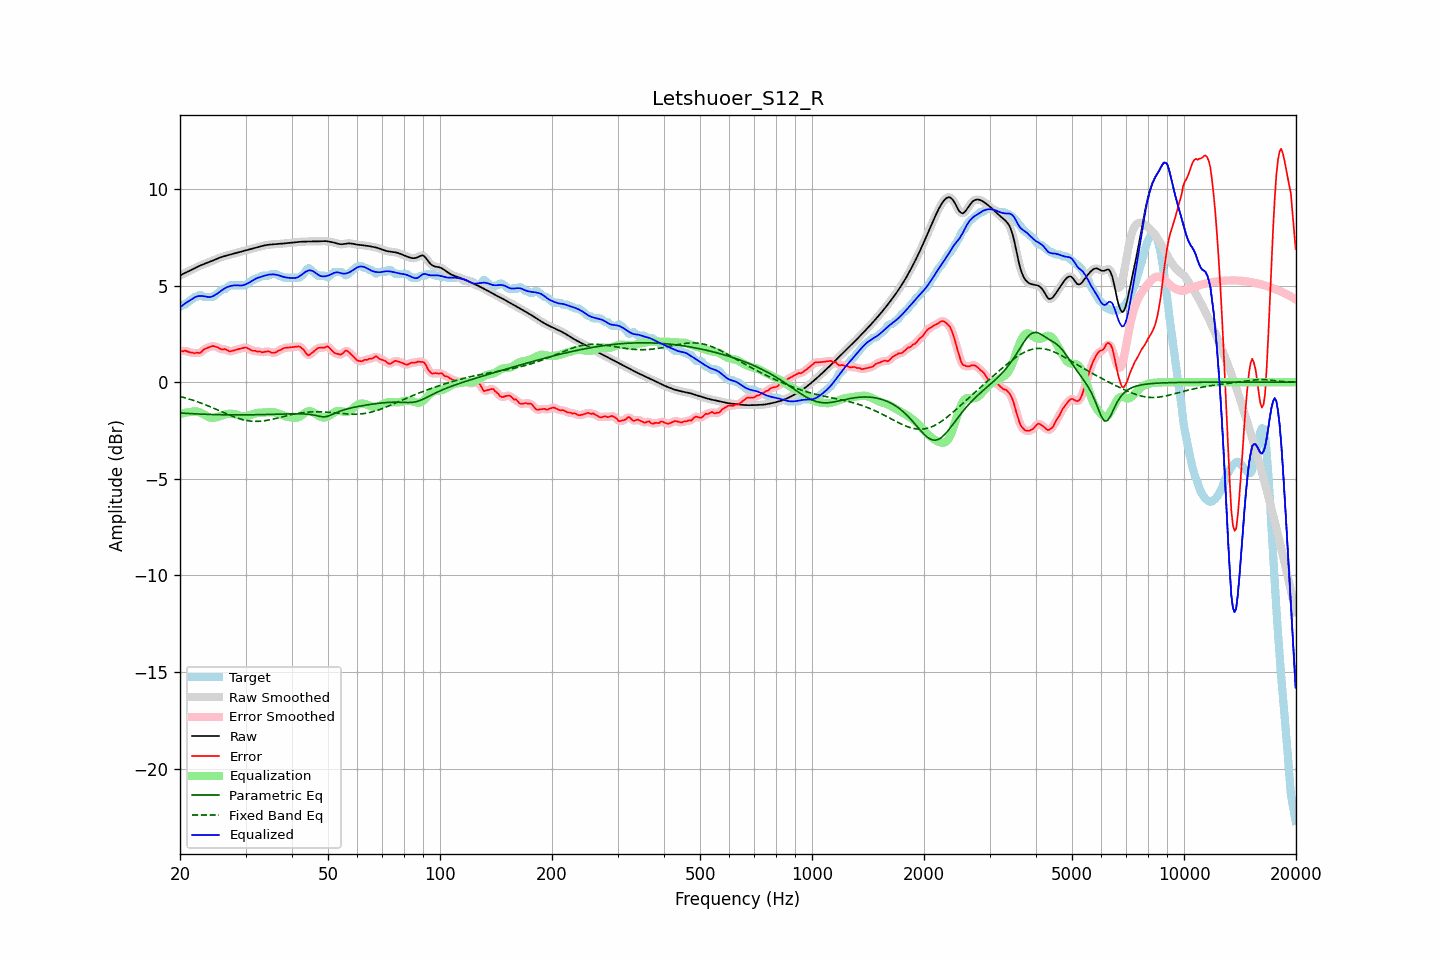 Letshuoer_S12_R
Amplitude (dBr)
10
5
0
−5
−10
−15
−20
Target
Raw Smoothed
Error Smoothed
Raw
Error
Equalization
Parametric Eq
Fixed Band Eq
Equalized
20 50 100 200 500 1000 2000 5000 10000 20000
Frequency (Hz)